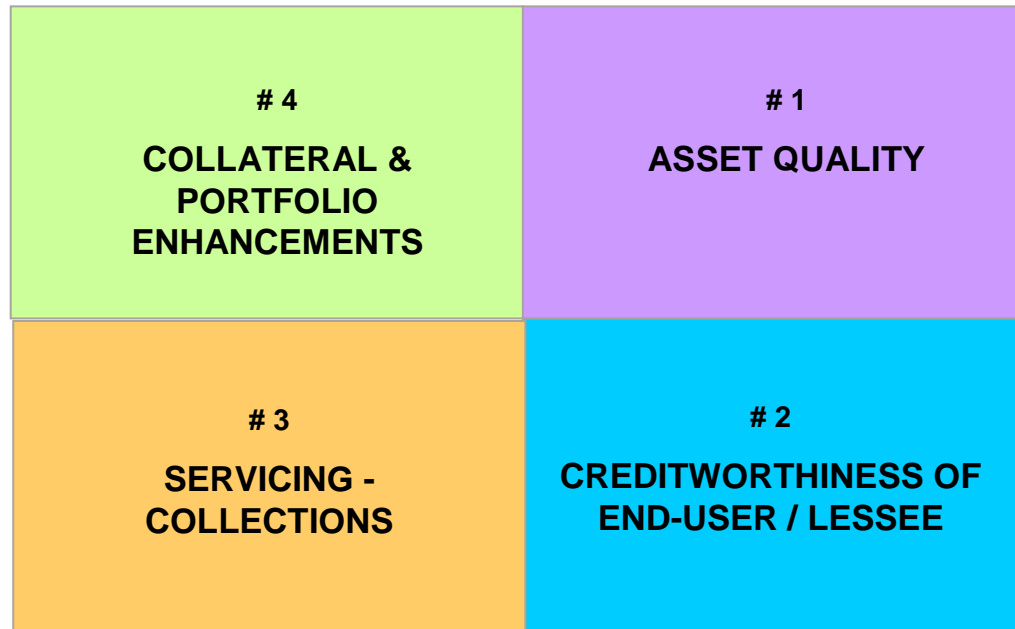 # 4
COLLATERAL &
PORTFOLIO
ENHANCEMENTS
# 1
ASSET QUALITY
# 3
SERVICING -
COLLECTIONS
# 2
CREDITWORTHINESS OF
END-USER / LESSEE